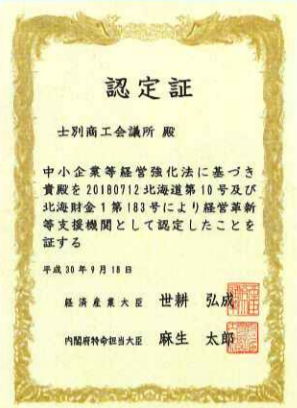 認定証
士別商工会議所 殿
中小企業等経営強化法に基づき
貴殿を20180712北海道第10号及び
北海財金1第183号により経営革新
等支援機関として認定したことを
証する
平成30年9月18日
経済産業大臣 世耕 弘成
内閣府特命担当大臣 麻生 太郎